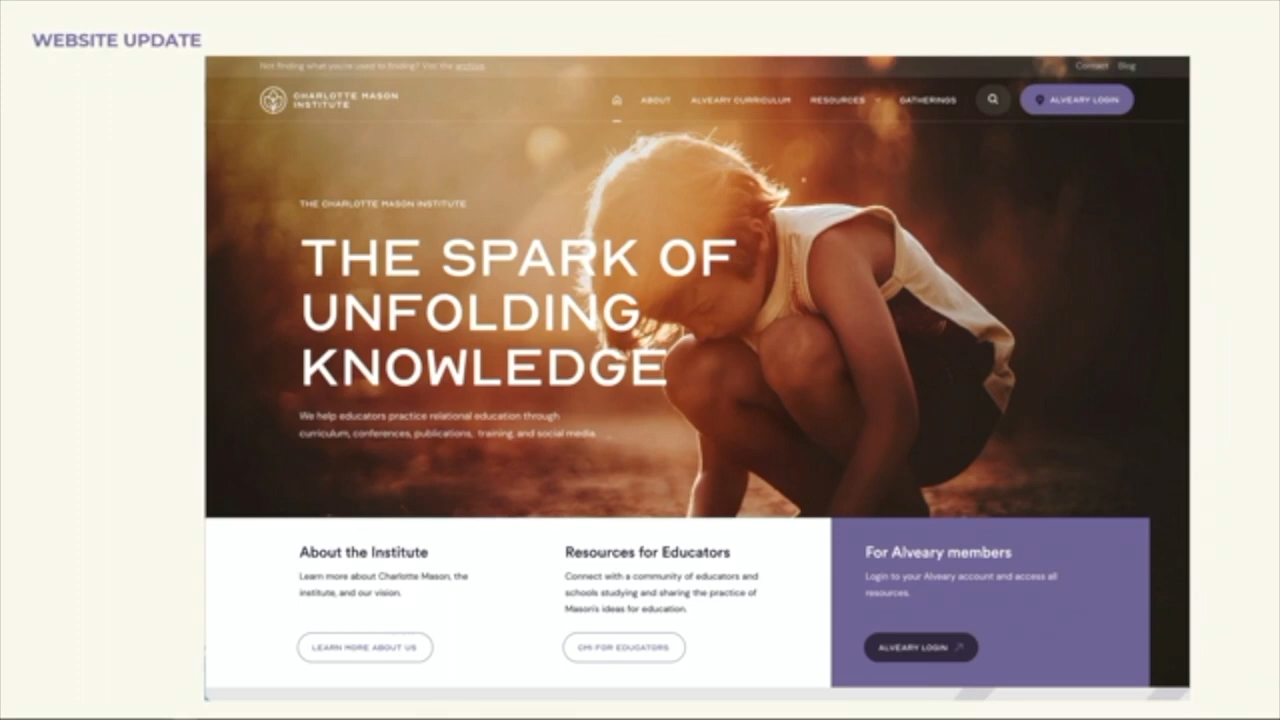 WEBSITE UPDATE
Not finding what you're used to finding? Visit the archive.
Contact Blog
CHARLOTTE MASON
INSTITUTE
ABOUT ALVEARY CURRICULUM RESOURCES GATHERINGS
ALVEARY LOGIN
THE CHARLOTTE MASON INSTITUTE
THE SPARK OF
UNFOLDING
KNOWLEDGE
We help educators practice relational education through
curriculum, conferences, publications, training, and social media.
About the Institute
Learn more about Charlotte Mason, the
institute, and our vision.
LEARN MORE ABOUT US
Resources for Educators
Connect with a community of educators and
schools studying and sharing the practice of
Mason's ideas for education.
CMI FOR EDUCATORS
For Alveary members
Login to your Alveary account and access all
resources.
ALVEARY LOGIN